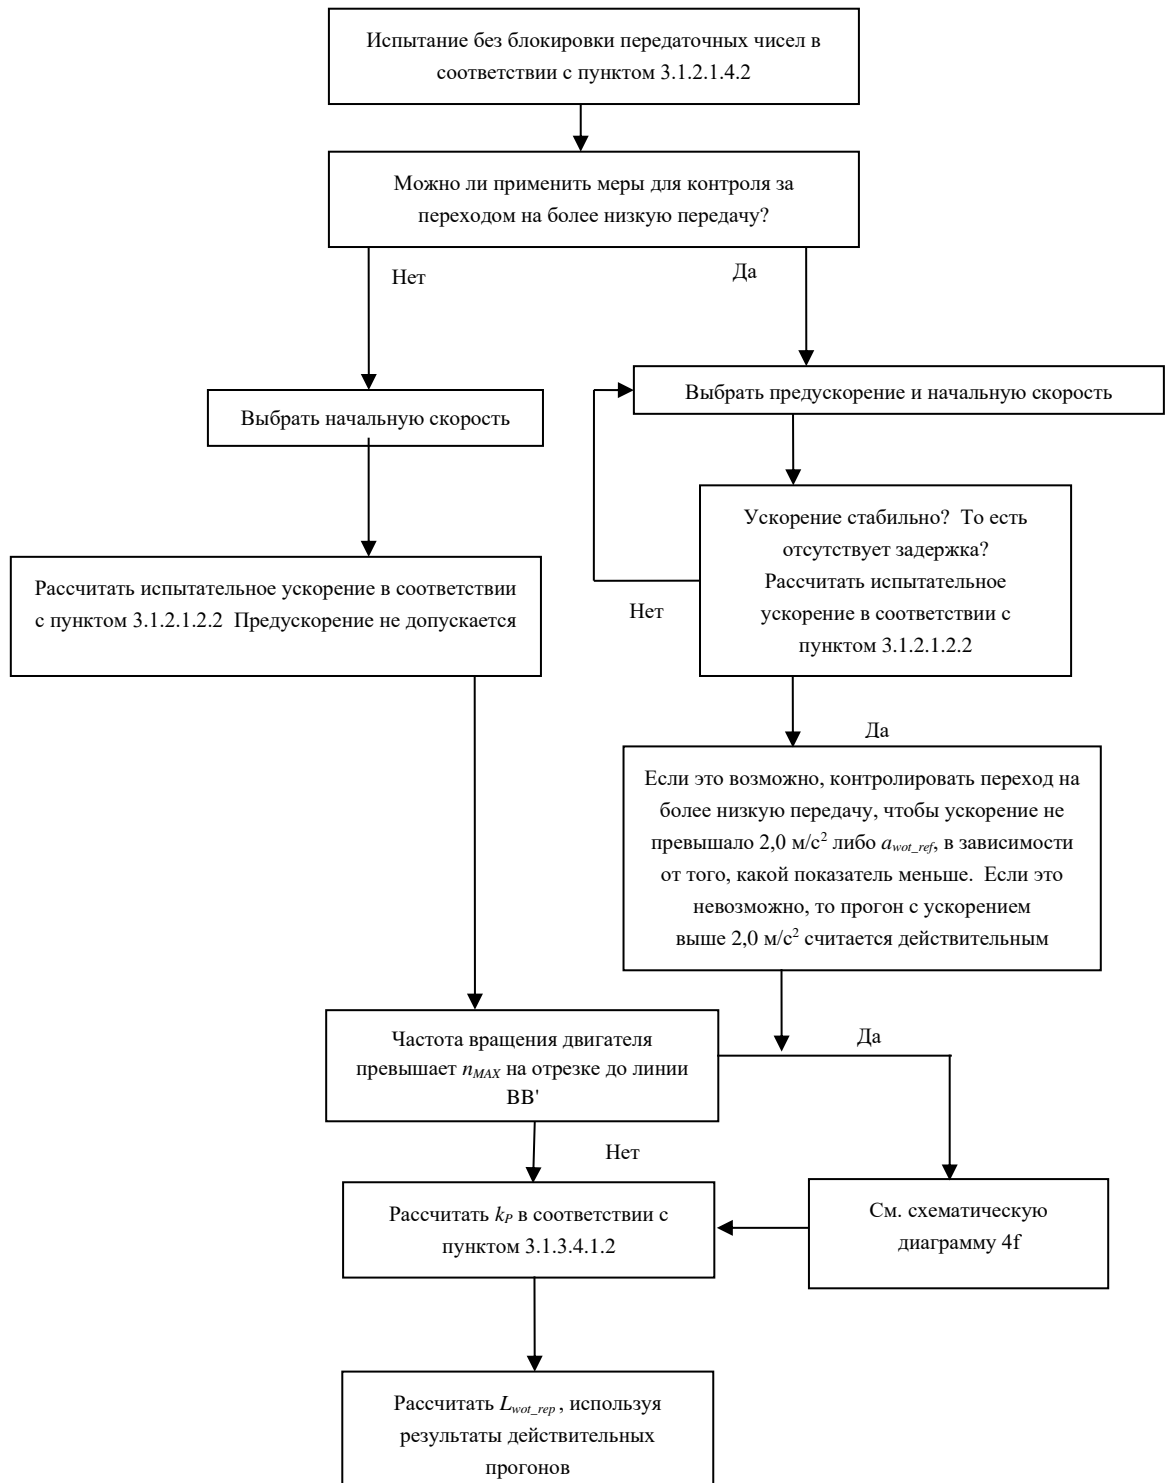 Испытание без блокировки передаточных чисел в
соответствии с пунктом 3.1.2.1.4.2
Можно ли применить меры для контроля за
переходом на более низкую передачу?
Нет
Да
Выбрать начальную скорость
Выбрать предускорение и начальную скорость
Рассчитать испытательное ускорение в соответствии
с пунктом 3.1.2.1.2.2 Предускорение не допускается
Ускорение стабильно? То есть
отсутствует задержка?
Рассчитать испытательное
ускорение в соответствии с
пунктом 3.1.2.1.2.2
Нет
Да
Если это возможно, контролировать переход на
более низкую передачу, чтобы ускорение не
превышало 2,0 м/с² либо a_wot_ref, в зависимости
от того, какой показатель меньше. Если это
невозможно, то прогон с ускорением
выше 2,0 м/с² считается действительным
Частота вращения двигателя
превышает n_MAX на отрезке до линии
BB'
Да
Нет
Рассчитать k_P в соответствии с
пунктом 3.1.3.4.1.2
См. схематическую
диаграмму 4f
Рассчитать L_wot_rep , используя
результаты действительных
прогонов